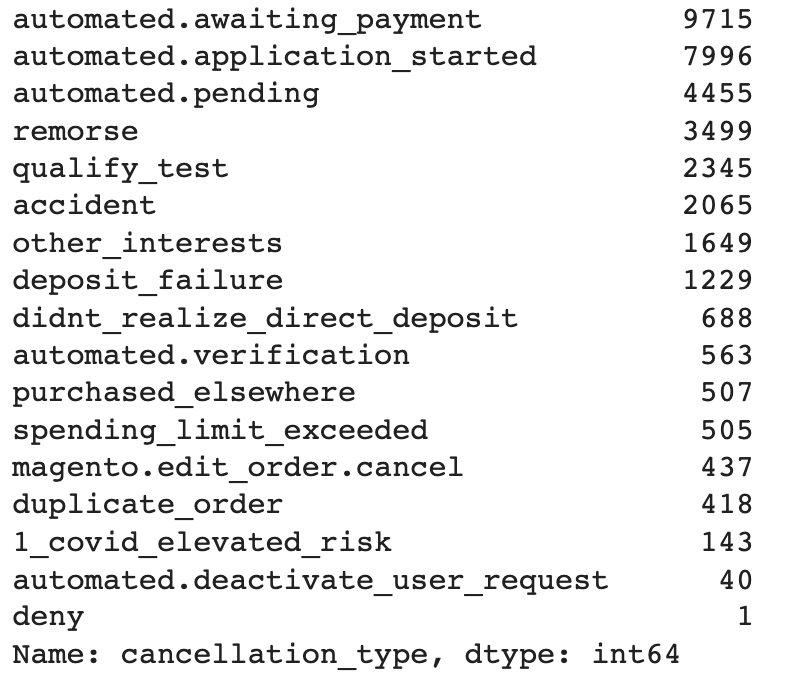 automated.awaiting_payment 9715
automated.application_started 7996
automated.pending 4455
remorse 3499
qualify_test 2345
accident 2065
other_interests 1649
deposit_failure 1229
didnt_realize_direct_deposit 688
automated.verification 563
purchased_elsewhere 507
spending_limit_exceeded 505
magento.edit_order.cancel 437
duplicate_order 418
1_covid_elevated_risk 143
automated.deactivate_user_request 40
deny 1
Name: cancellation_type, dtype: int64